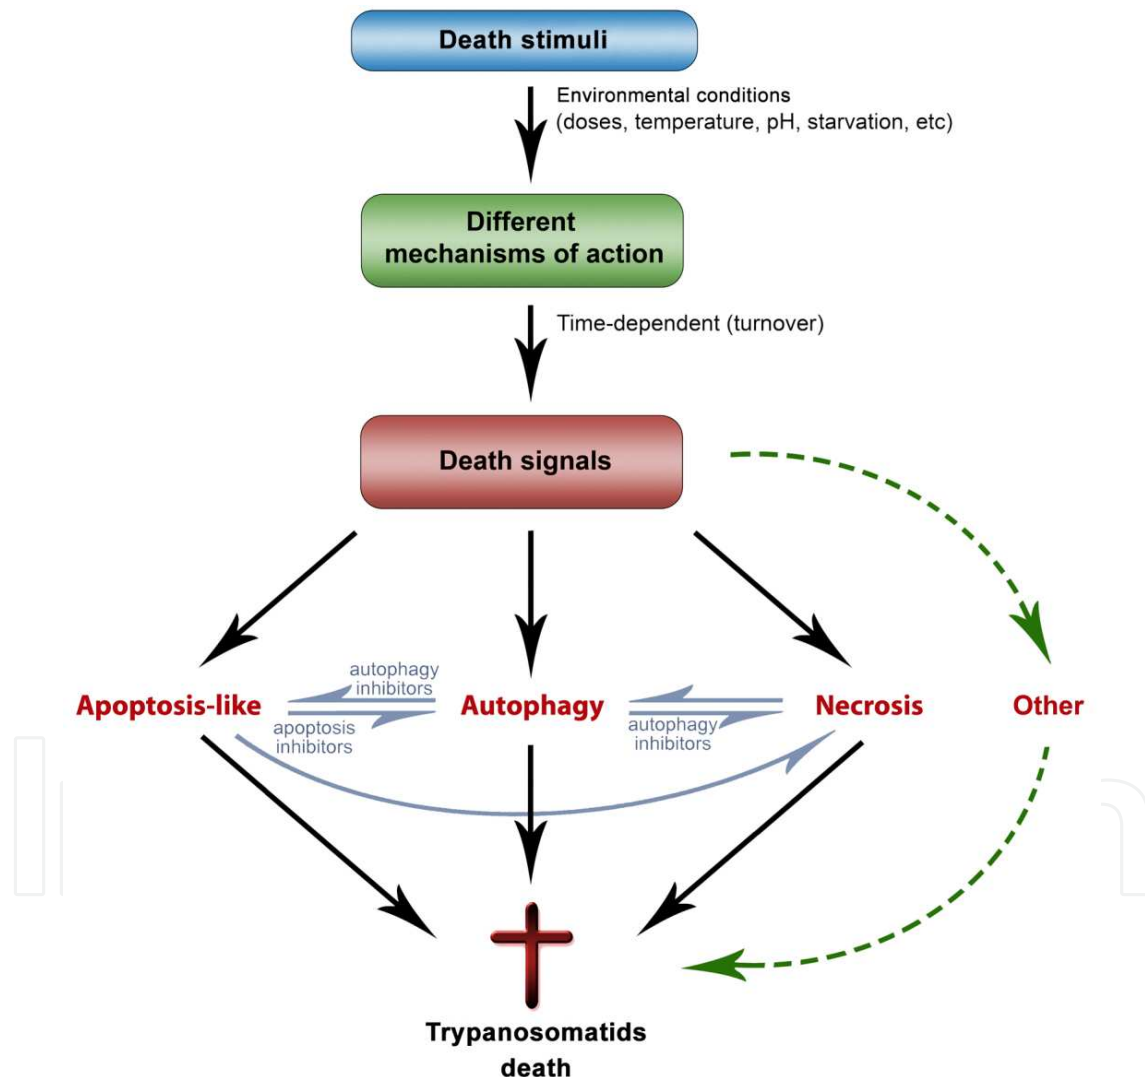 Death stimuli
Environmental conditions
(doses, temperature, pH, starvation, etc)
Different
mechanisms of action
Time-dependent (turnover)
Death signals
autophagy
inhibitors
Apoptosis-like
Autophagy
Necrosis
Other
apoptosis
inhibitors
autophagy
inhibitors
Trypanosomatids
death